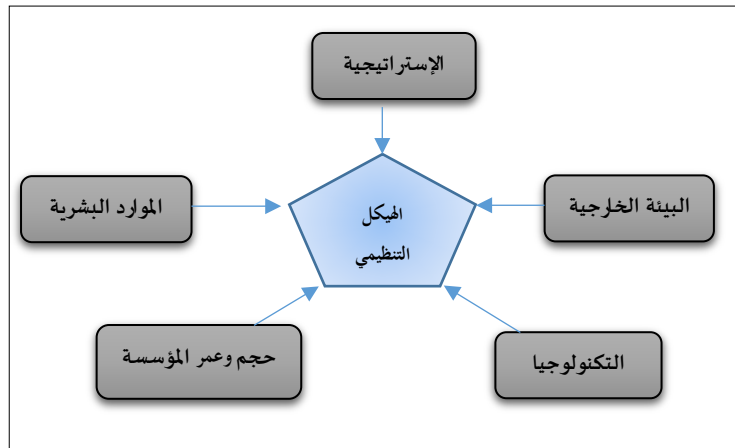 الإستراتيجية
البيئة الخارجية
الموارد البشرية
الهيكل
التنظيمي
التكنولوجيا
حجم وعمر المؤسسة